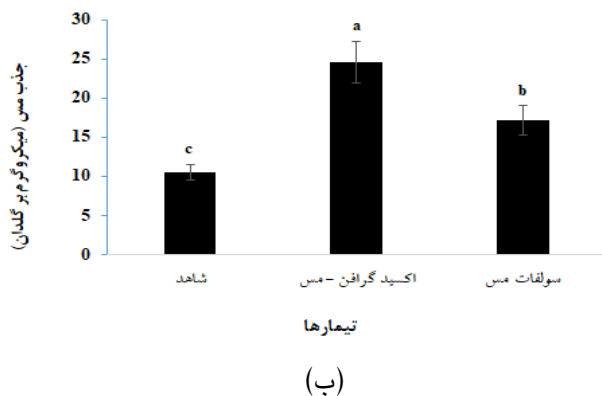 جذب مس (میکروگرم بر گلدان)
30
25
20
15
10
5
0
c
a
b
شاهد
اکسید گرافن - مس
سولفات مس
تیمارها
(ب)